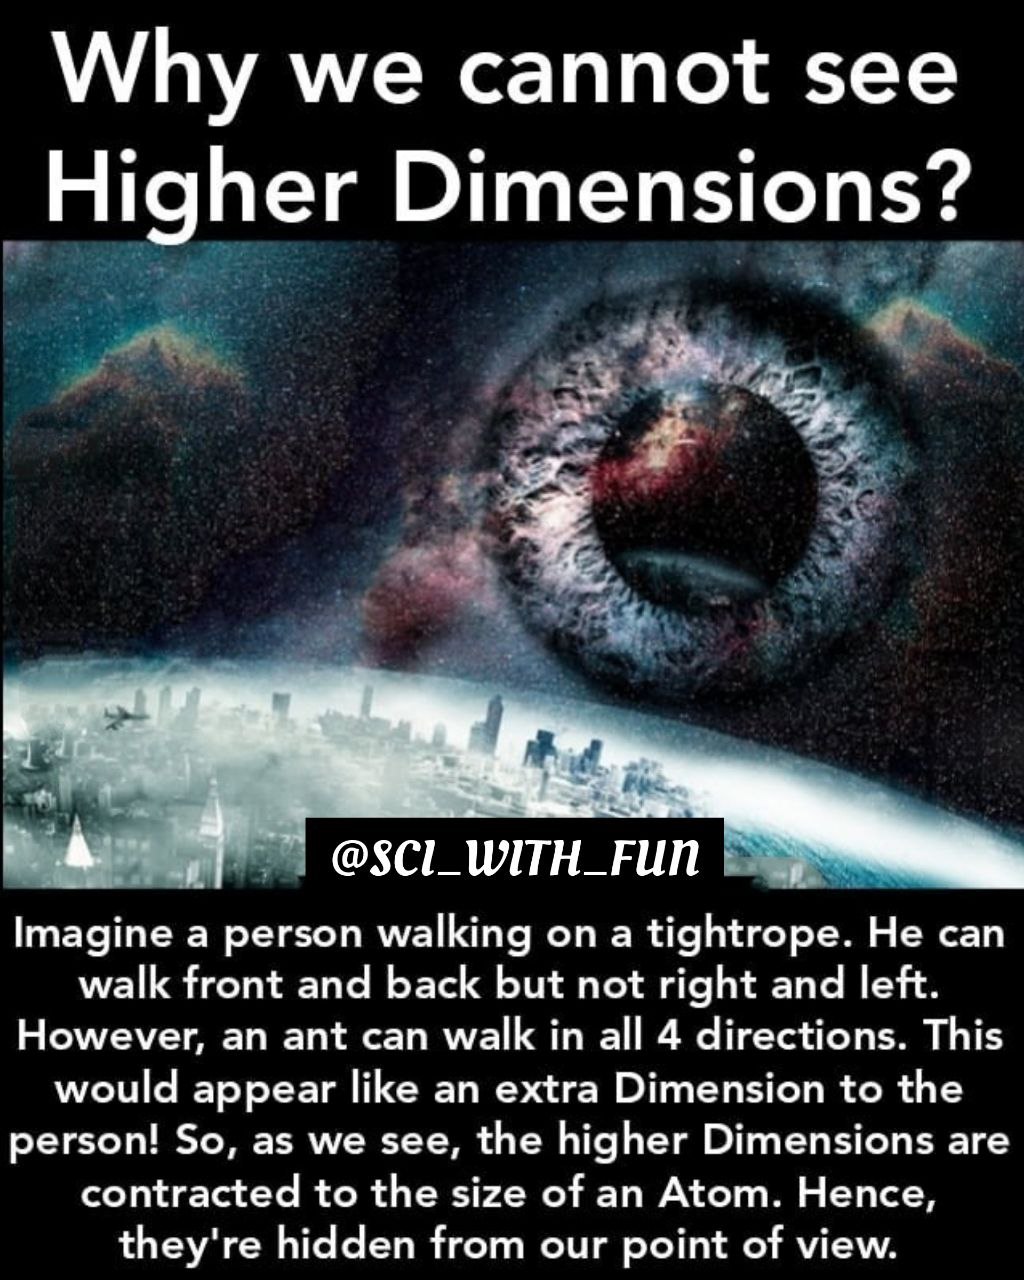 Why we cannot see
Higher Dimensions?
@SCI_WITH_FUN
Imagine a person walking on a tightrope. He can
walk front and back but not right and left.
However, an ant can walk in all 4 directions. This
would appear like an extra Dimension to the
person! So, as we see, the higher Dimensions are
contracted to the size of an Atom. Hence,
they're hidden from our point of view.